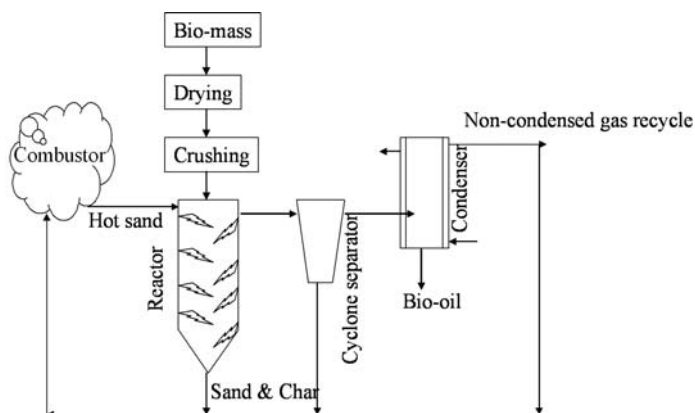 Bio-mass
Drying
Crushing
Combustor
Hot sand
Reactor
Sand & Char
Cyclone separator
Condenser
Bio-oil
Non-condensed gas recycle